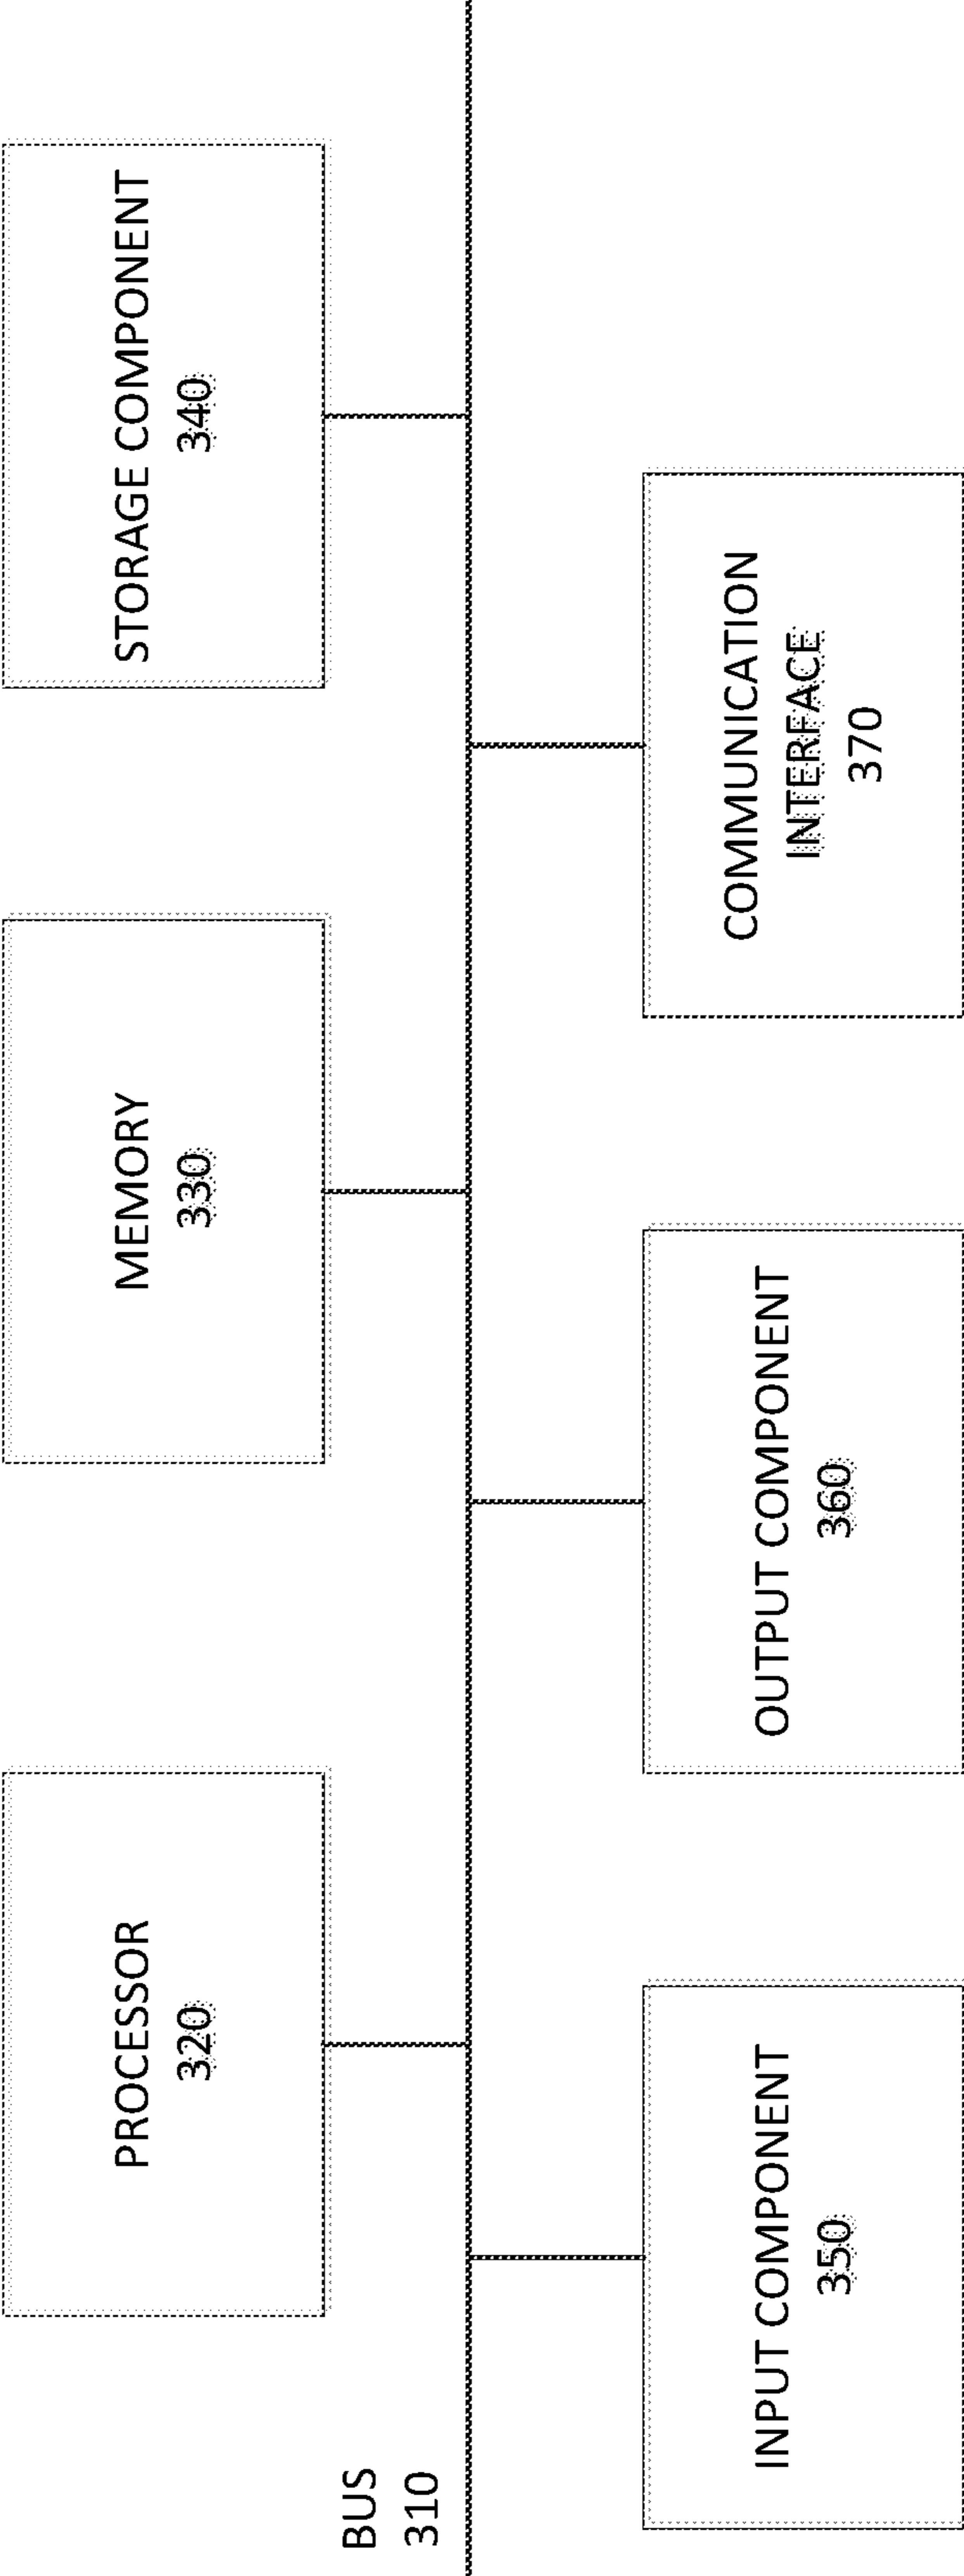 PROCESSOR
320
MEMORY
330
STORAGE COMPONENT
340
BUS
310
INPUT COMPONENT
350
OUTPUT COMPONENT
360
COMMUNICATION
INTERFACE
370